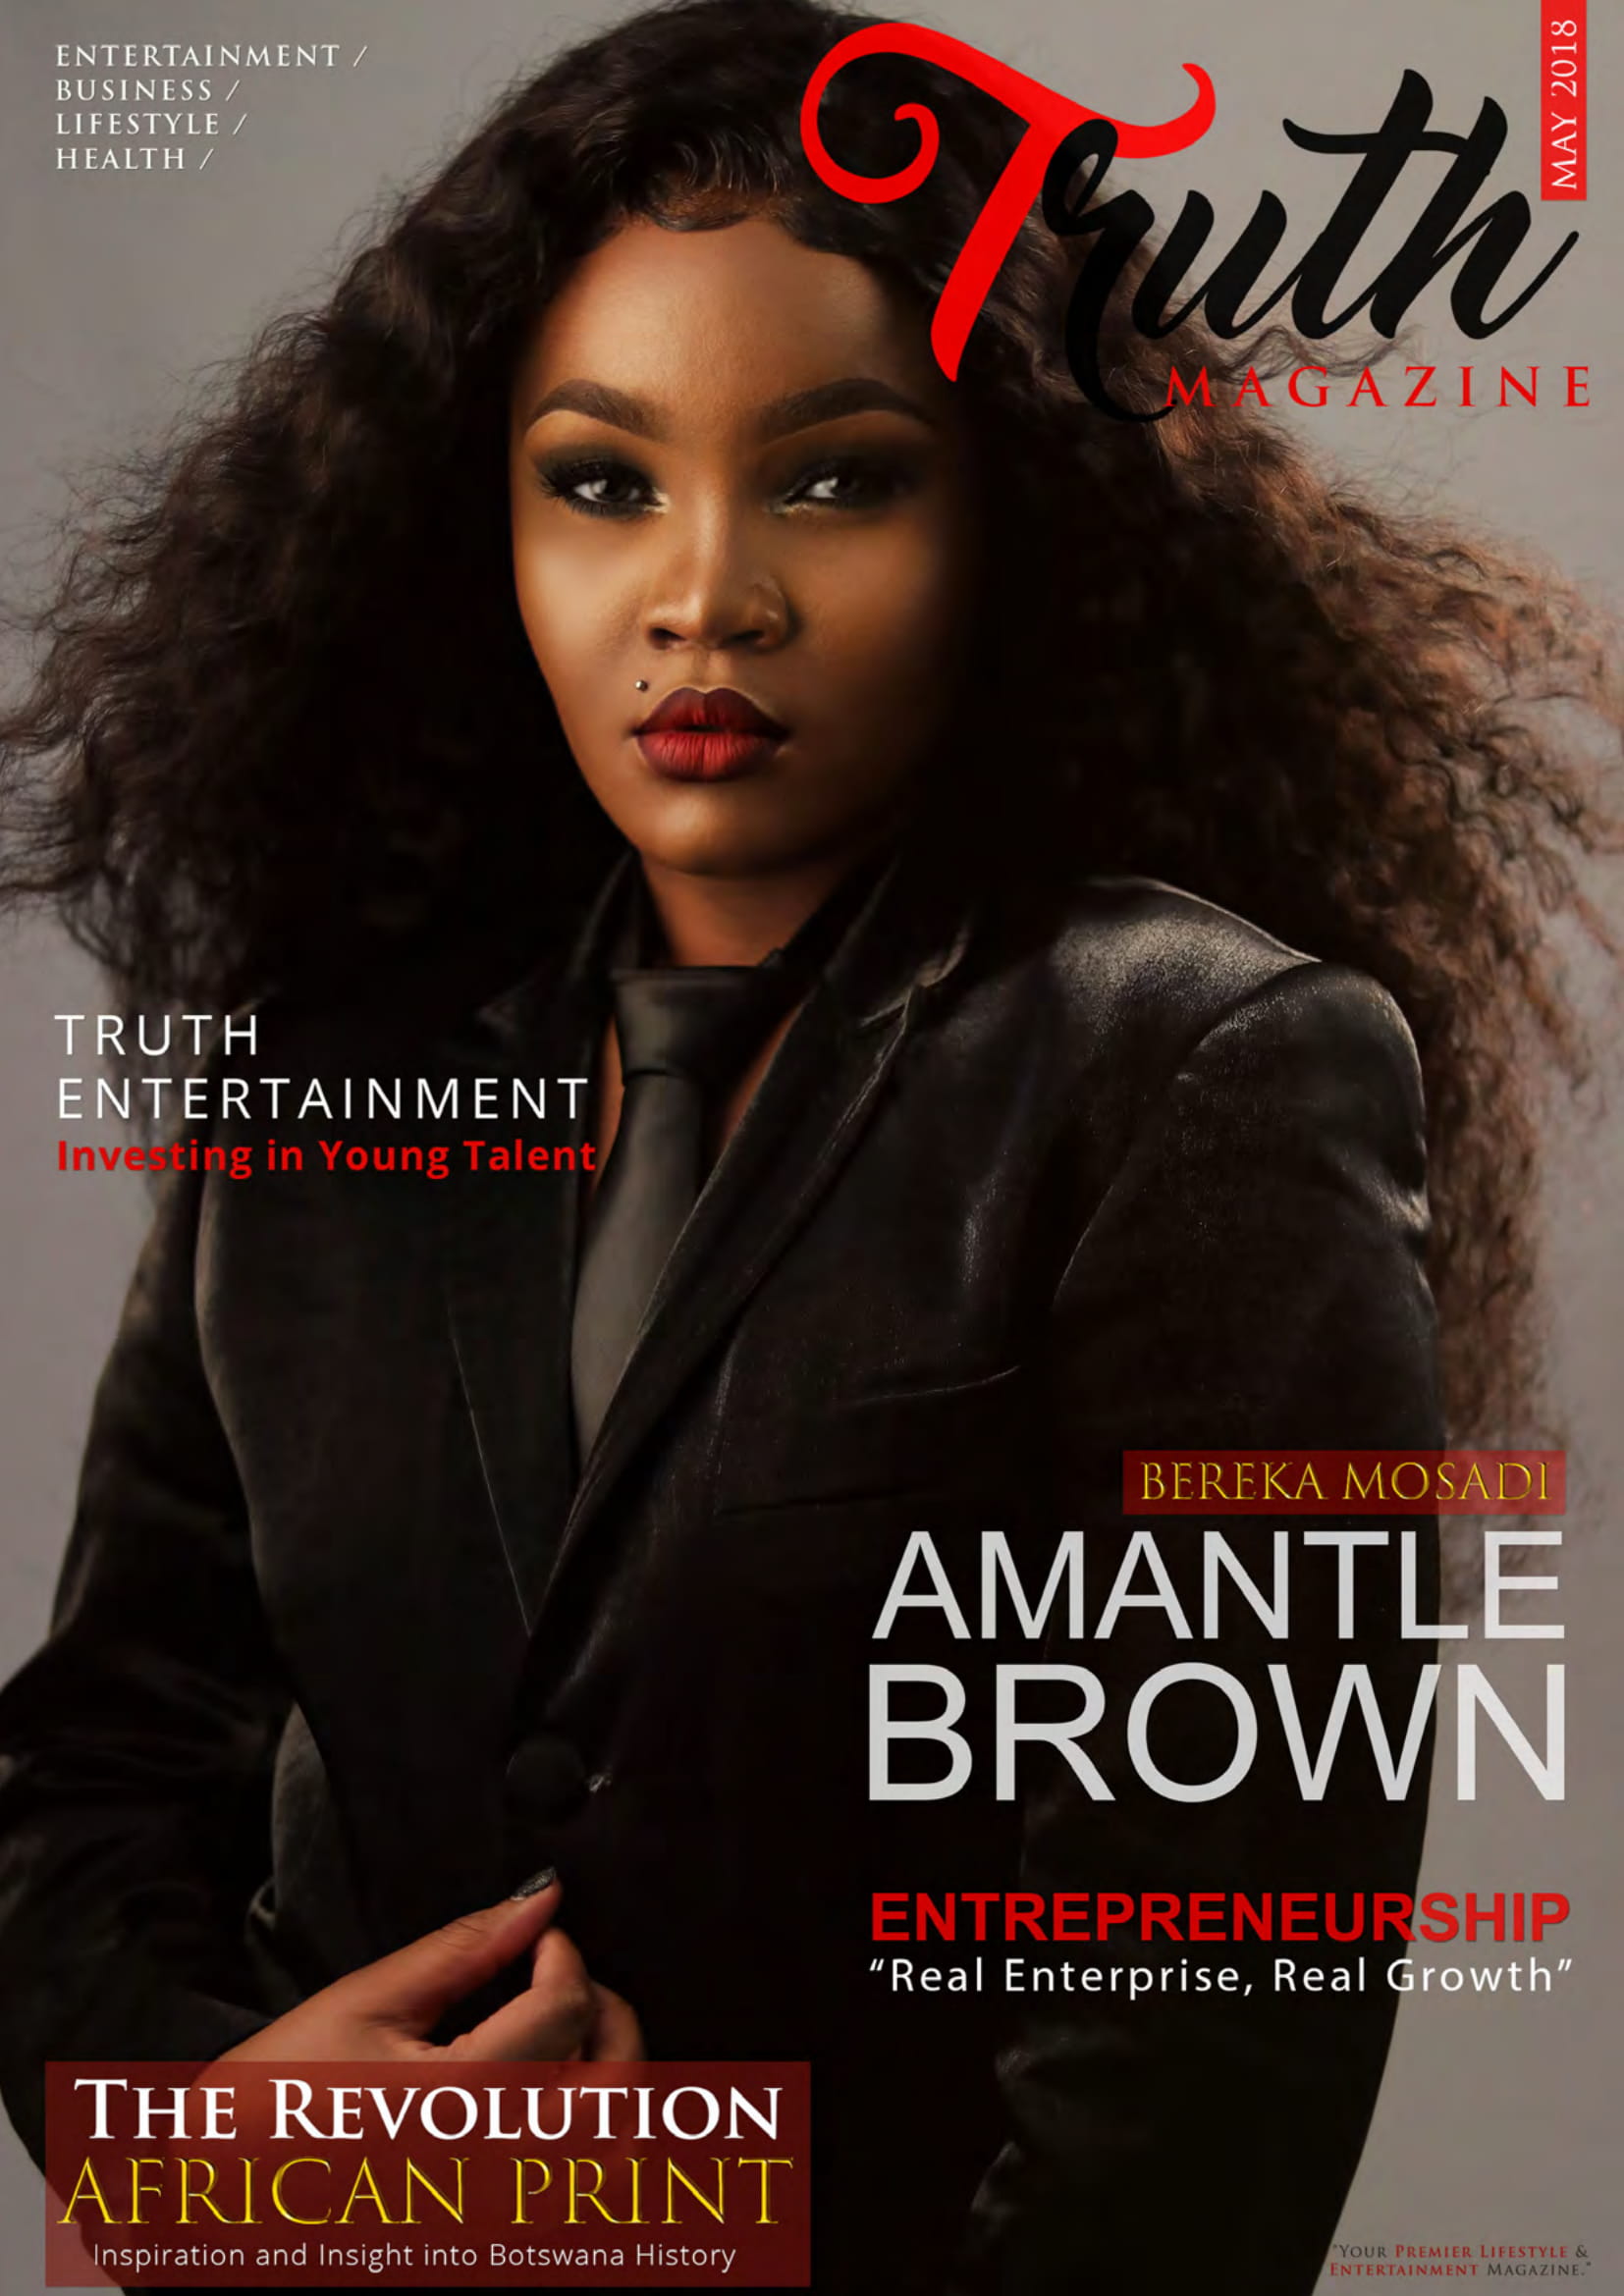 ENTERTAINMENT /
BUSINESS /
LIFESTYLE /
HEALTH /
MAY 2018
Truth
MAGAZINE
TRUTH
ENTERTAINMENT
Investing in Young Talent
BEREKA MOSADI
AMANTLE
BROWN
ENTREPRENEURSHIP
“Real Enterprise, Real Growth”
THE REVOLUTION
AFRICAN PRINT
Inspiration and Insight into Botswana History
"YOUR PREMIER LIFESTYLE &
ENTERTAINMENT MAGAZINE."